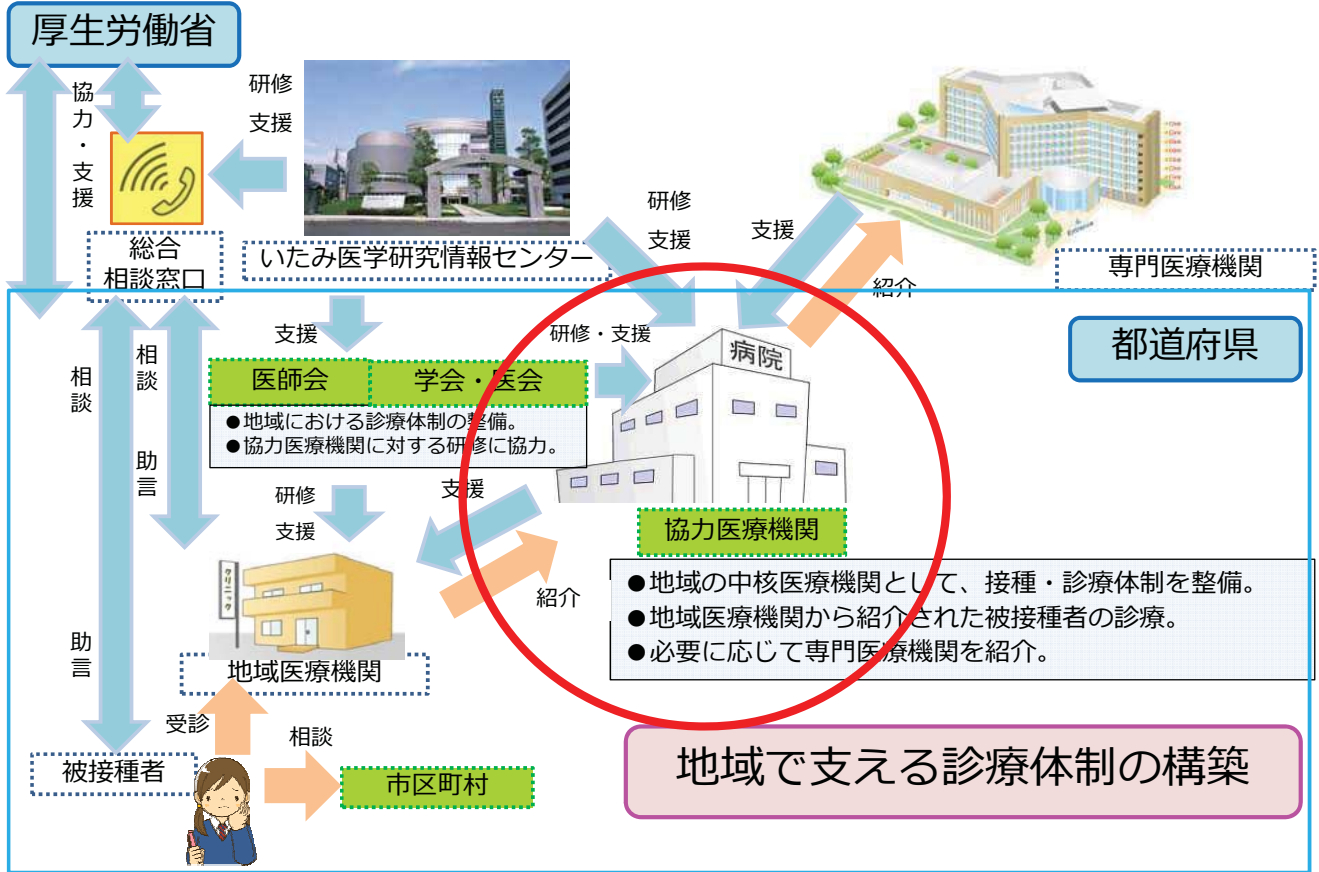 厚生労働省
協力・支援
研修
支援
総合
相談窓口
いたみ医学研究情報センター
研修
支援
支援
紹介
専門医療機関
都道府県
支援
研修・支援
病院
医師会
学会・医会
●地域における診療体制の整備。
●協力医療機関に対する研修に協力。
相談
相談
助言
助言
研修
支援
支援
紹介
クリニック
協力医療機関
●地域の中核医療機関として、接種・診療体制を整備。
●地域医療機関から紹介された被接種者の診療。
●必要に応じて専門医療機関を紹介。
地域医療機関
受診
相談
被接種者
市区町村
地域で支える診療体制の構築